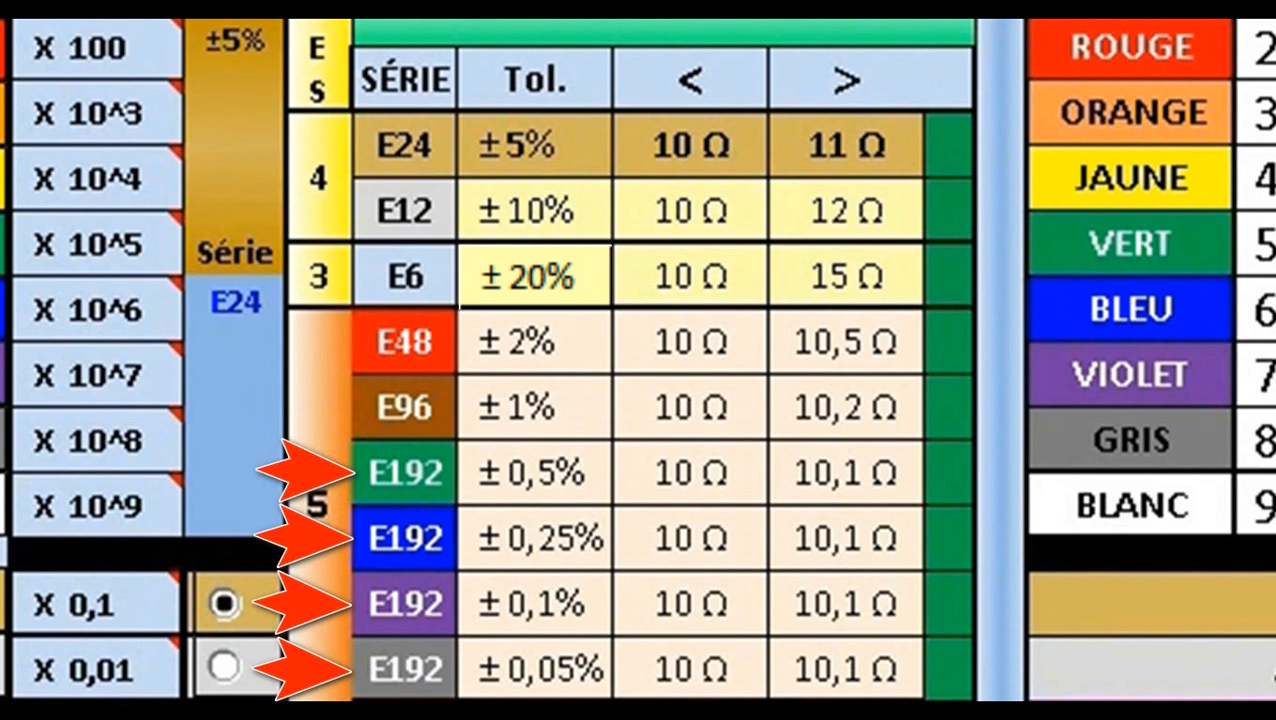 X 100
X 10^3
X 10^4
X 10^5
X 10^6
X 10^7
X 10^8
X 10^9
X 0,1
X 0,01
±5%
Série
E24
E
S
4
3
5
SÉRIE Tol. < >
E24 ± 5% 10 Ω 11 Ω
E12 ± 10% 10 Ω 12 Ω
E6 ± 20% 10 Ω 15 Ω
E48 ± 2% 10 Ω 10,5 Ω
E96 ± 1% 10 Ω 10,2 Ω
E192 ± 0,5% 10 Ω 10,1 Ω
E192 ± 0,25% 10 Ω 10,1 Ω
E192 ± 0,1% 10 Ω 10,1 Ω
E192 ± 0,05% 10 Ω 10,1 Ω
ROUGE 2
ORANGE 3
JAUNE 4
VERT 5
BLEU 6
VIOLET 7
GRIS 8
BLANC 9